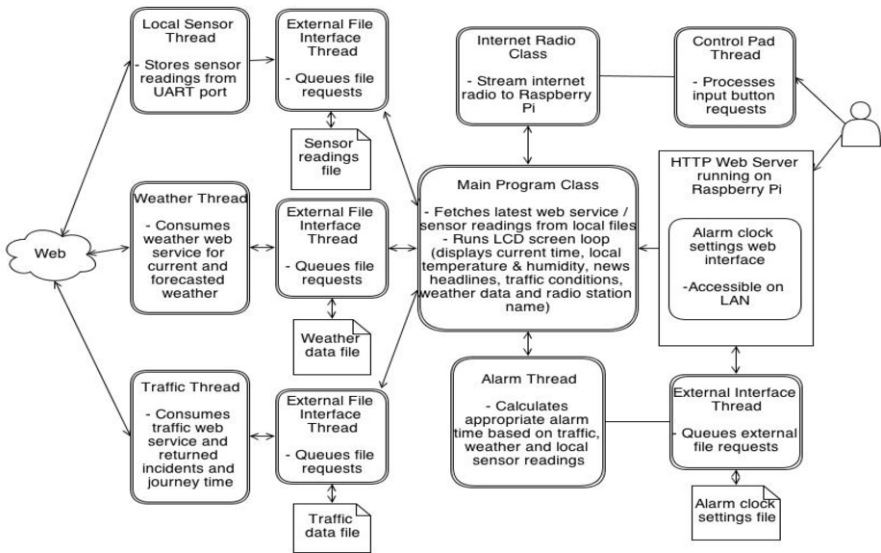 Local Sensor
Thread
- Stores sensor
readings from
UART port
External File
Interface
Thread
- Queues file
requests
Sensor
readings
file
Internet Radio
Class
- Stream internet
radio to Raspberry
Pi
Control Pad
Thread
- Processes
input button
requests
Web
Weather Thread
- Consumes
weather web
service for
current and
forecasted
weather
External File
Interface
Thread
- Queues file
requests
Weather
data file
Main Program Class
- Fetches latest web service /
sensor readings from local files
- Runs LCD screen loop
(displays current time, local
temperature & humidity, news
headlines, traffic conditions,
weather data and radio station
name)
HTTP Web Server
running on
Raspberry Pi
Alarm clock
settings web
interface
-Accessible on
LAN
Traffic Thread
- Consumes
traffic web
service and
returned
incidents and
journey time
External File
Interface
Thread
- Queues file
requests
Traffic
data file
Alarm Thread
- Calculates
appropriate alarm
time based on traffic,
weather and local
sensor readings
External Interface
Thread
- Queues external
file requests
Alarm clock
settings file